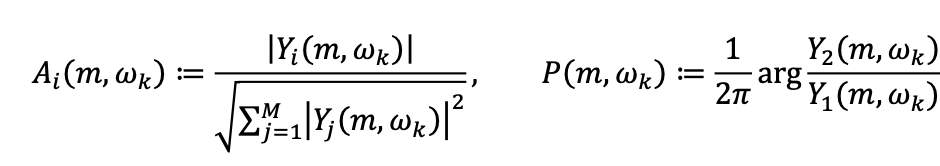 A_i(m, ω_k) ≔ |Y_i(m, ω_k)| / √(∑_{j=1}^{M} |Y_j(m, ω_k)|^2), P(m, ω_k) ≔ 1/(2π) arg Y_2(m, ω_k)/Y_1(m, ω_k)